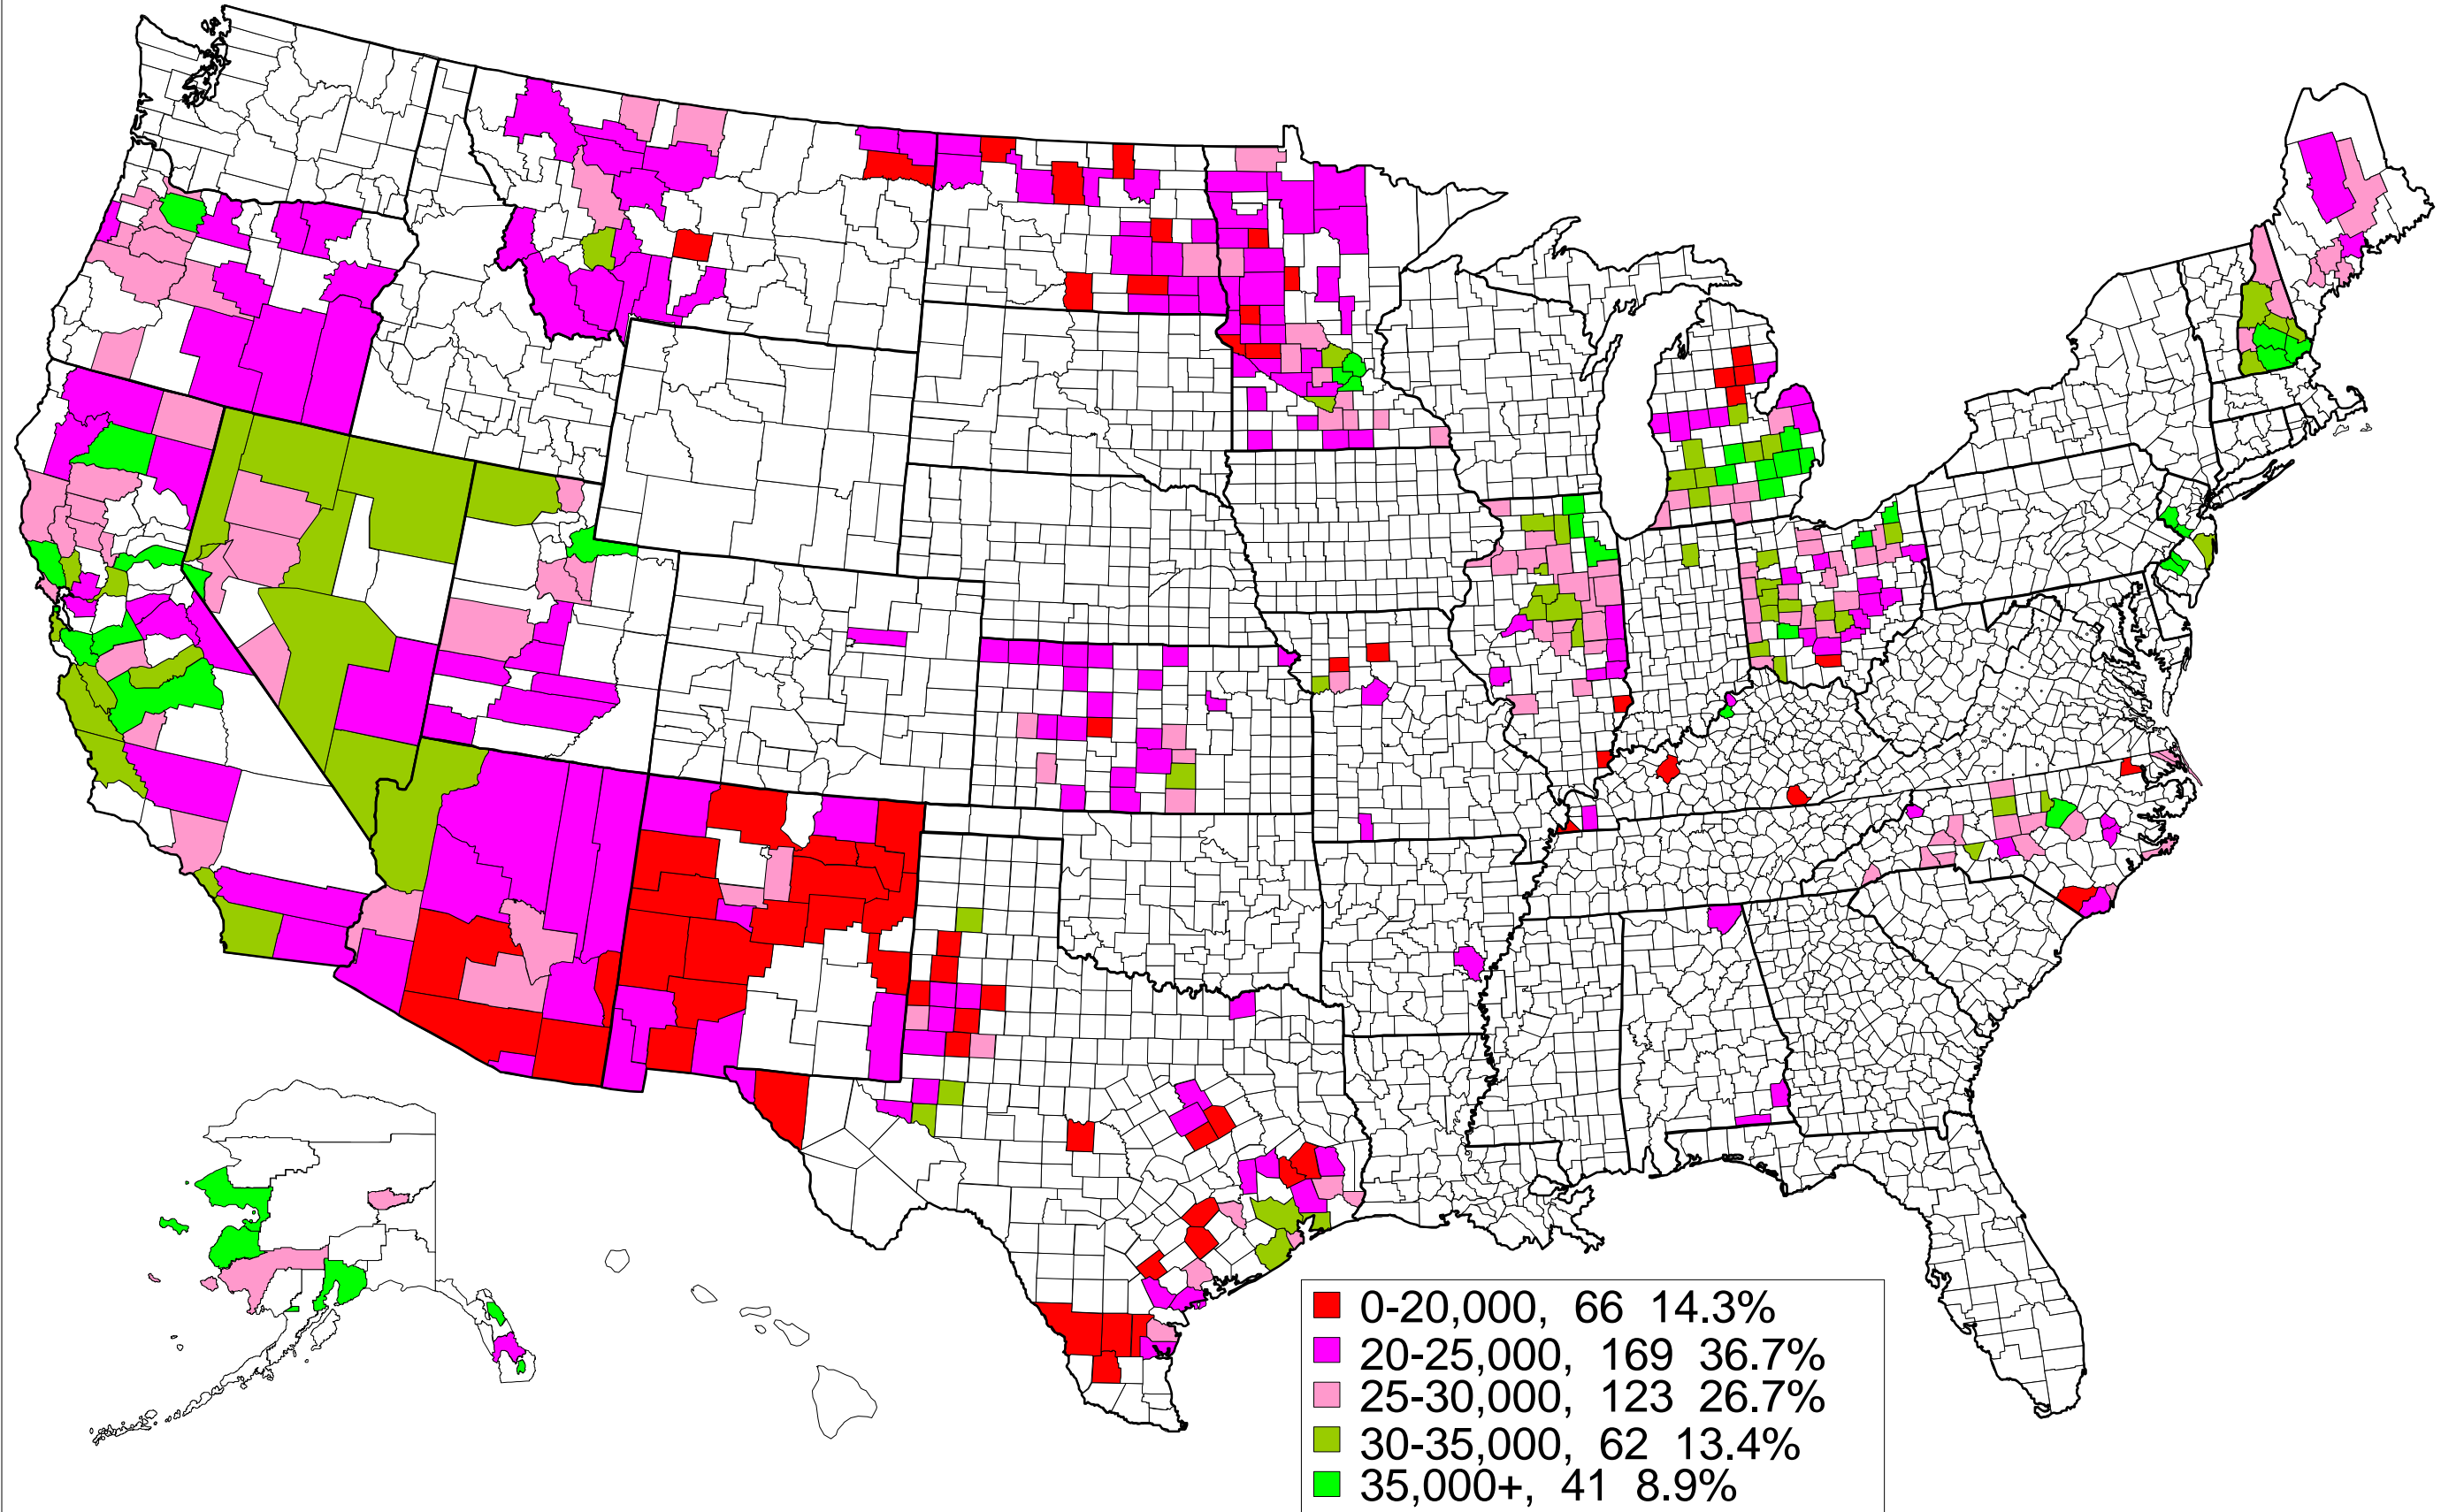 0-20,000, 66 14.3%
20-25,000, 169 36.7%
25-30,000, 123 26.7%
30-35,000, 62 13.4%
35,000+, 41 8.9%